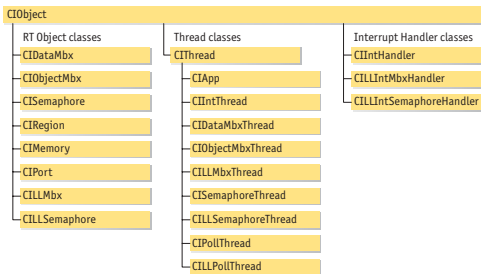 CIObject
RT Object classes
CIDataMbx
CIObjectMbx
CISemaphore
CIRegion
CIMemory
CIPort
CILLMbx
CILLSemaphore
Thread classes
CIThread
CIApp
CIIntThread
CIDataMbxThread
CIObjectMbxThread
CILLMbxThread
CISemaphoreThread
CILLSemaphoreThread
CIPollThread
CILLPollThread
Interrupt Handler classes
CIIntHandler
CILLIntMbxHandler
CILLIntSemaphoreHandler